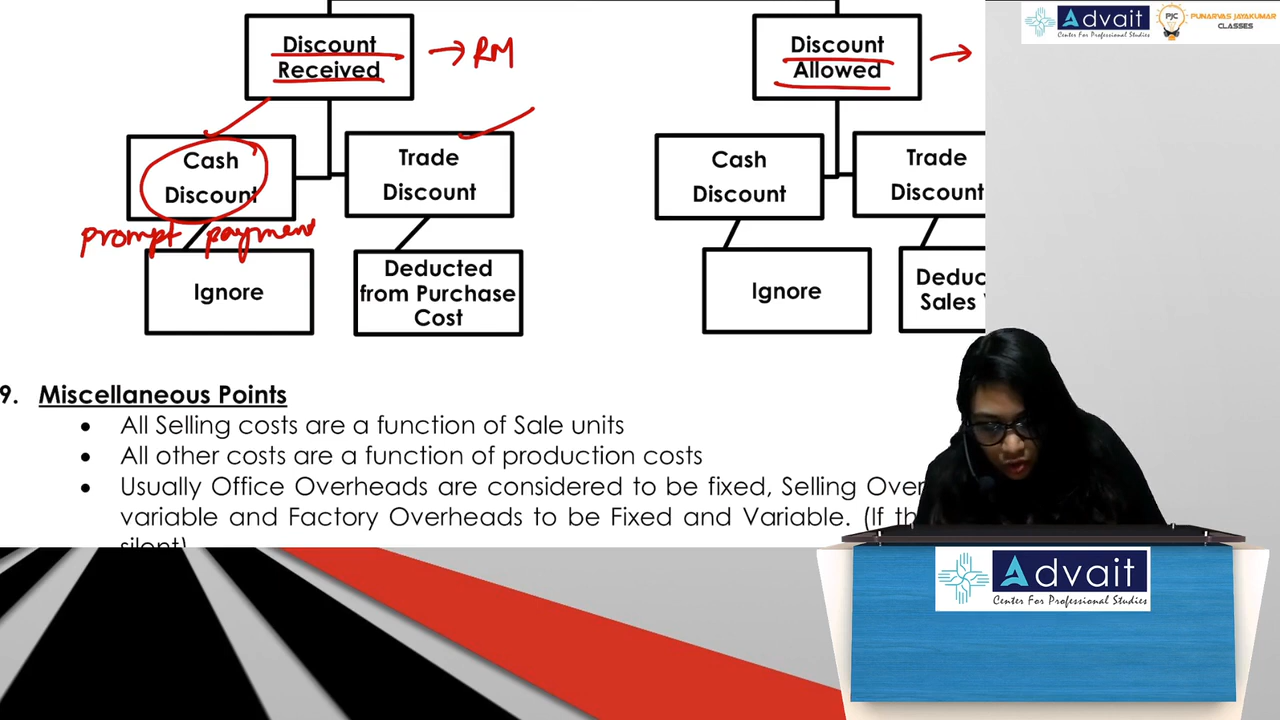 Advait
Center For Professional Studies
PJC
PUNARVAS JAYAKUMAR
CLASSES
Discount
Received
→ RM
Discount
Allowed
Cash
Discount
Trade
Discount
Cash
Discount
Trade
Discount
prompt payment
Ignore
Deducted
from Purchase
Cost
Ignore
Deduc
Sales
9. Miscellaneous Points
• All Selling costs are a function of Sale units
• All other costs are a function of production costs
• Usually Office Overheads are considered to be fixed, Selling Over
variable and Factory Overheads to be Fixed and Variable. (If th
silent)
Advait
Center For Professional Studies